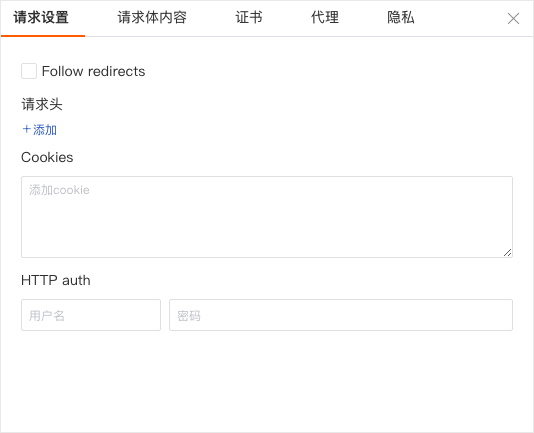 请求设置 请求体内容 证书 代理 隐私
Follow redirects
请求头
+添加
Cookies
添加cookie
HTTP auth
用户名 密码